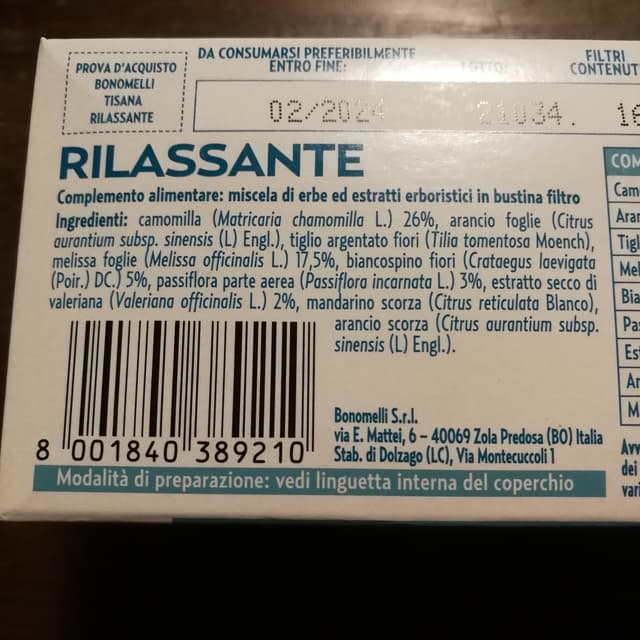 PROVA D'ACQUISTO
BONOMELLI
TISANA
RILASSANTE
DA CONSUMARSI PREFERIBILMENTE
ENTRO FINE:
LOTTO:
FILTRI
02/2024
21034.
RILASSANTE
Complemento alimentare: miscela di erbe ed estratti erboristici in bustina filtro
Ingredienti: camomilla (Matricaria chamomilla L.) 26%, arancio foglie (Citrus
aurantium subsp. sinensis (L) Engl.), tiglio argentato fiori (Tilia tomentosa Moench),
melissa foglie (Melissa officinalis L.) 17,5%, biancospino fiori (Crataegus laevigata
(Poir.) DC.) 5%, passiflora parte aerea (Passiflora incarnata L.) 3%, estratto secco di
valeriana (Valeriana officinalis L.) 2%, mandarino scorza (Citrus reticulata Blanco),
arancio scorza (Citrus aurantium subsp.
sinensis (L) Engl.).
8 001840 389210
Bonomelli S.r.l.
via E. Mattei, 6 – 40069 Zola Predosa (BO) Italia
Stab. di Dolzago (LC), Via Montecuccoli 1
Modalità di preparazione: vedi linguetta interna del coperchio
dei